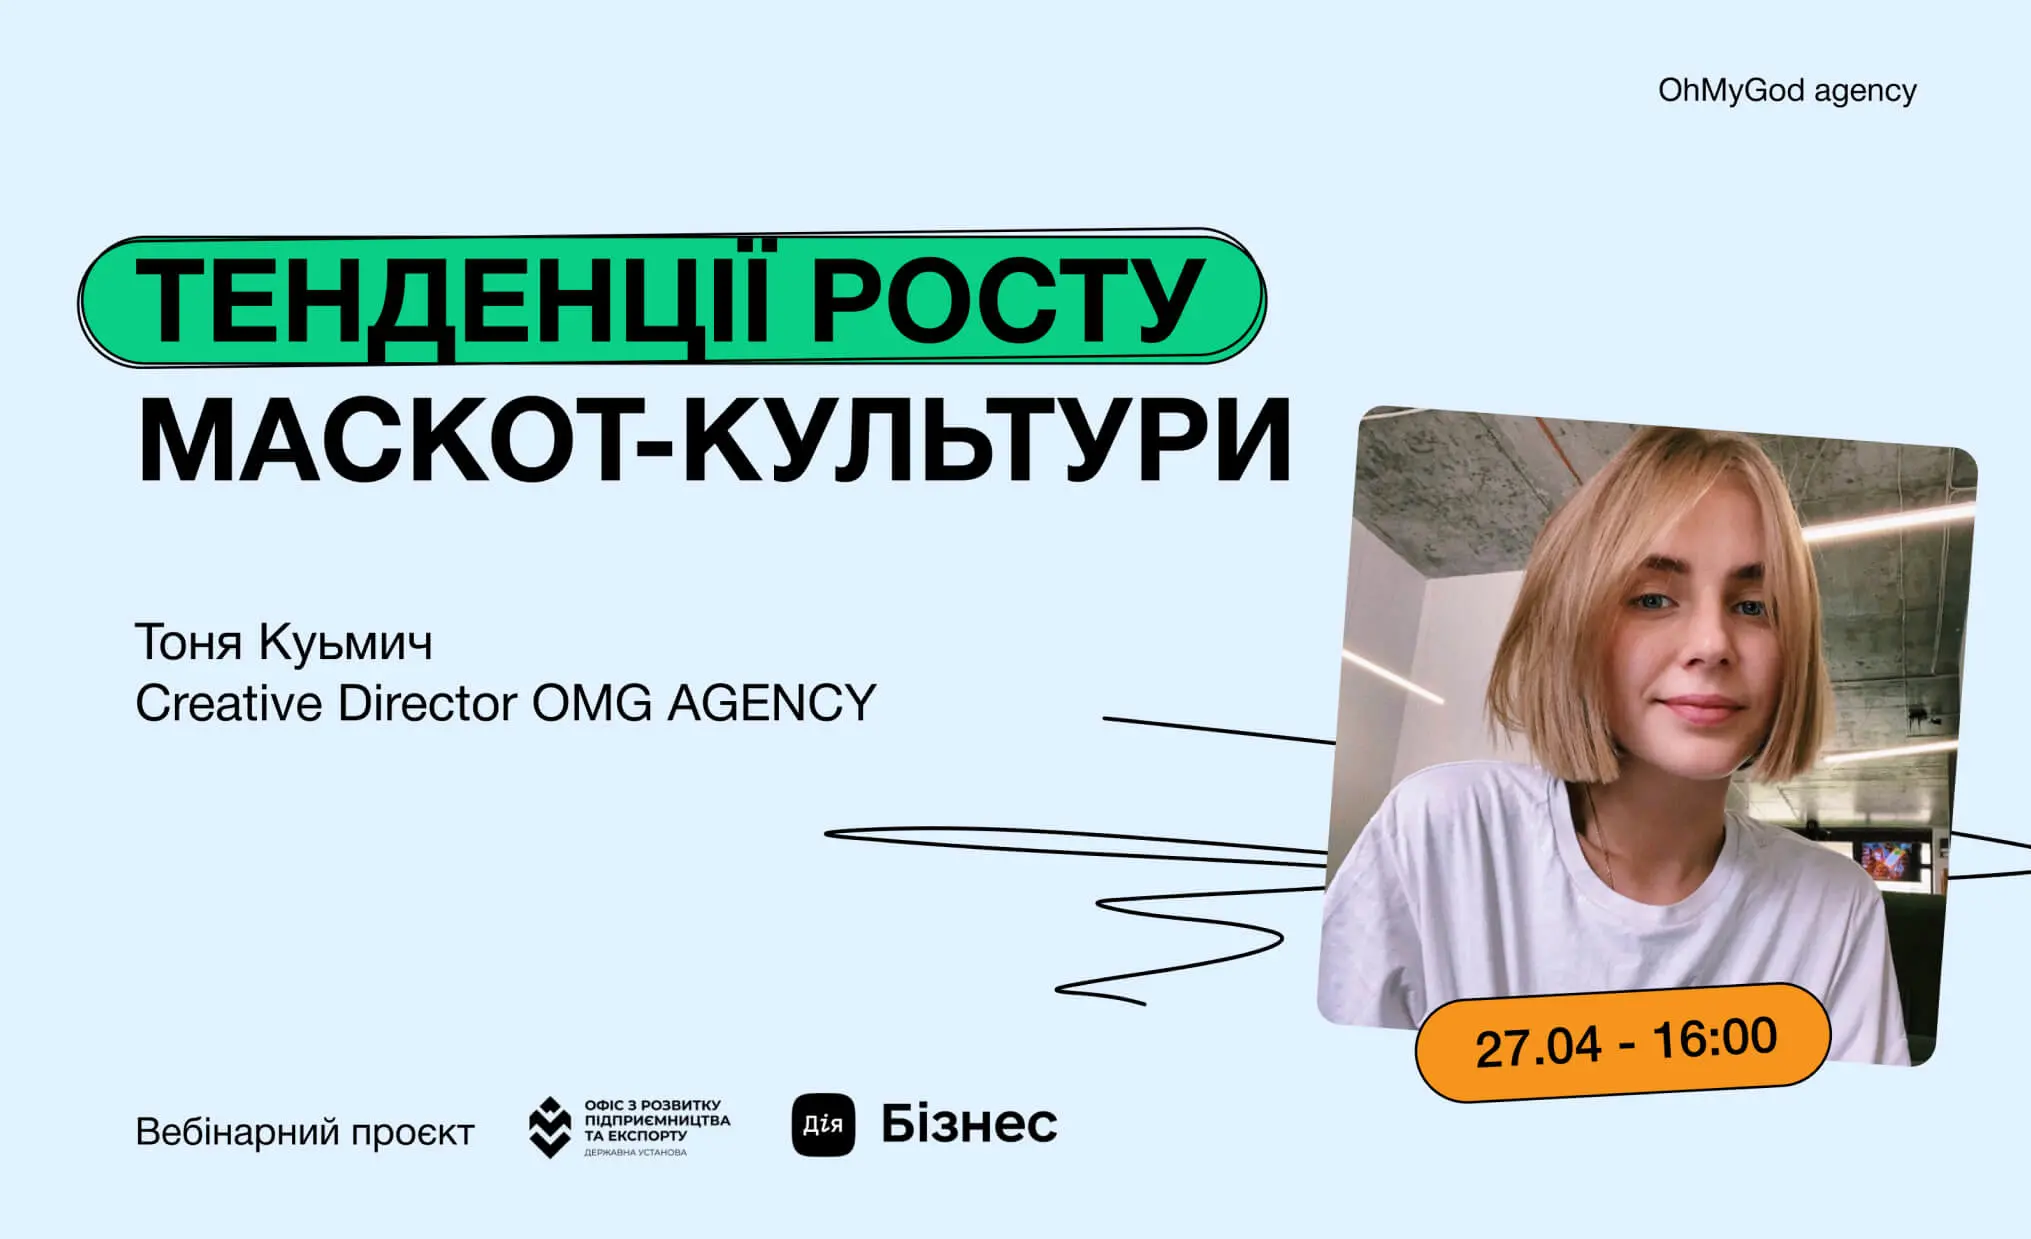 OhMyGod agency
ТЕНДЕНЦІЇ РОСТУ
МАСКОТ-КУЛЬТУРИ
Тоня Куьмич
Creative Director OMG AGENCY
27.04 - 16:00
Вебінарний проєкт
ОФІС З РОЗВИТКУ
ПІДПРИЄМНИЦТВА
ТА ЕКСПОРТУ
ДЕРЖАВНА УСТАНОВА
Дія Бізнес